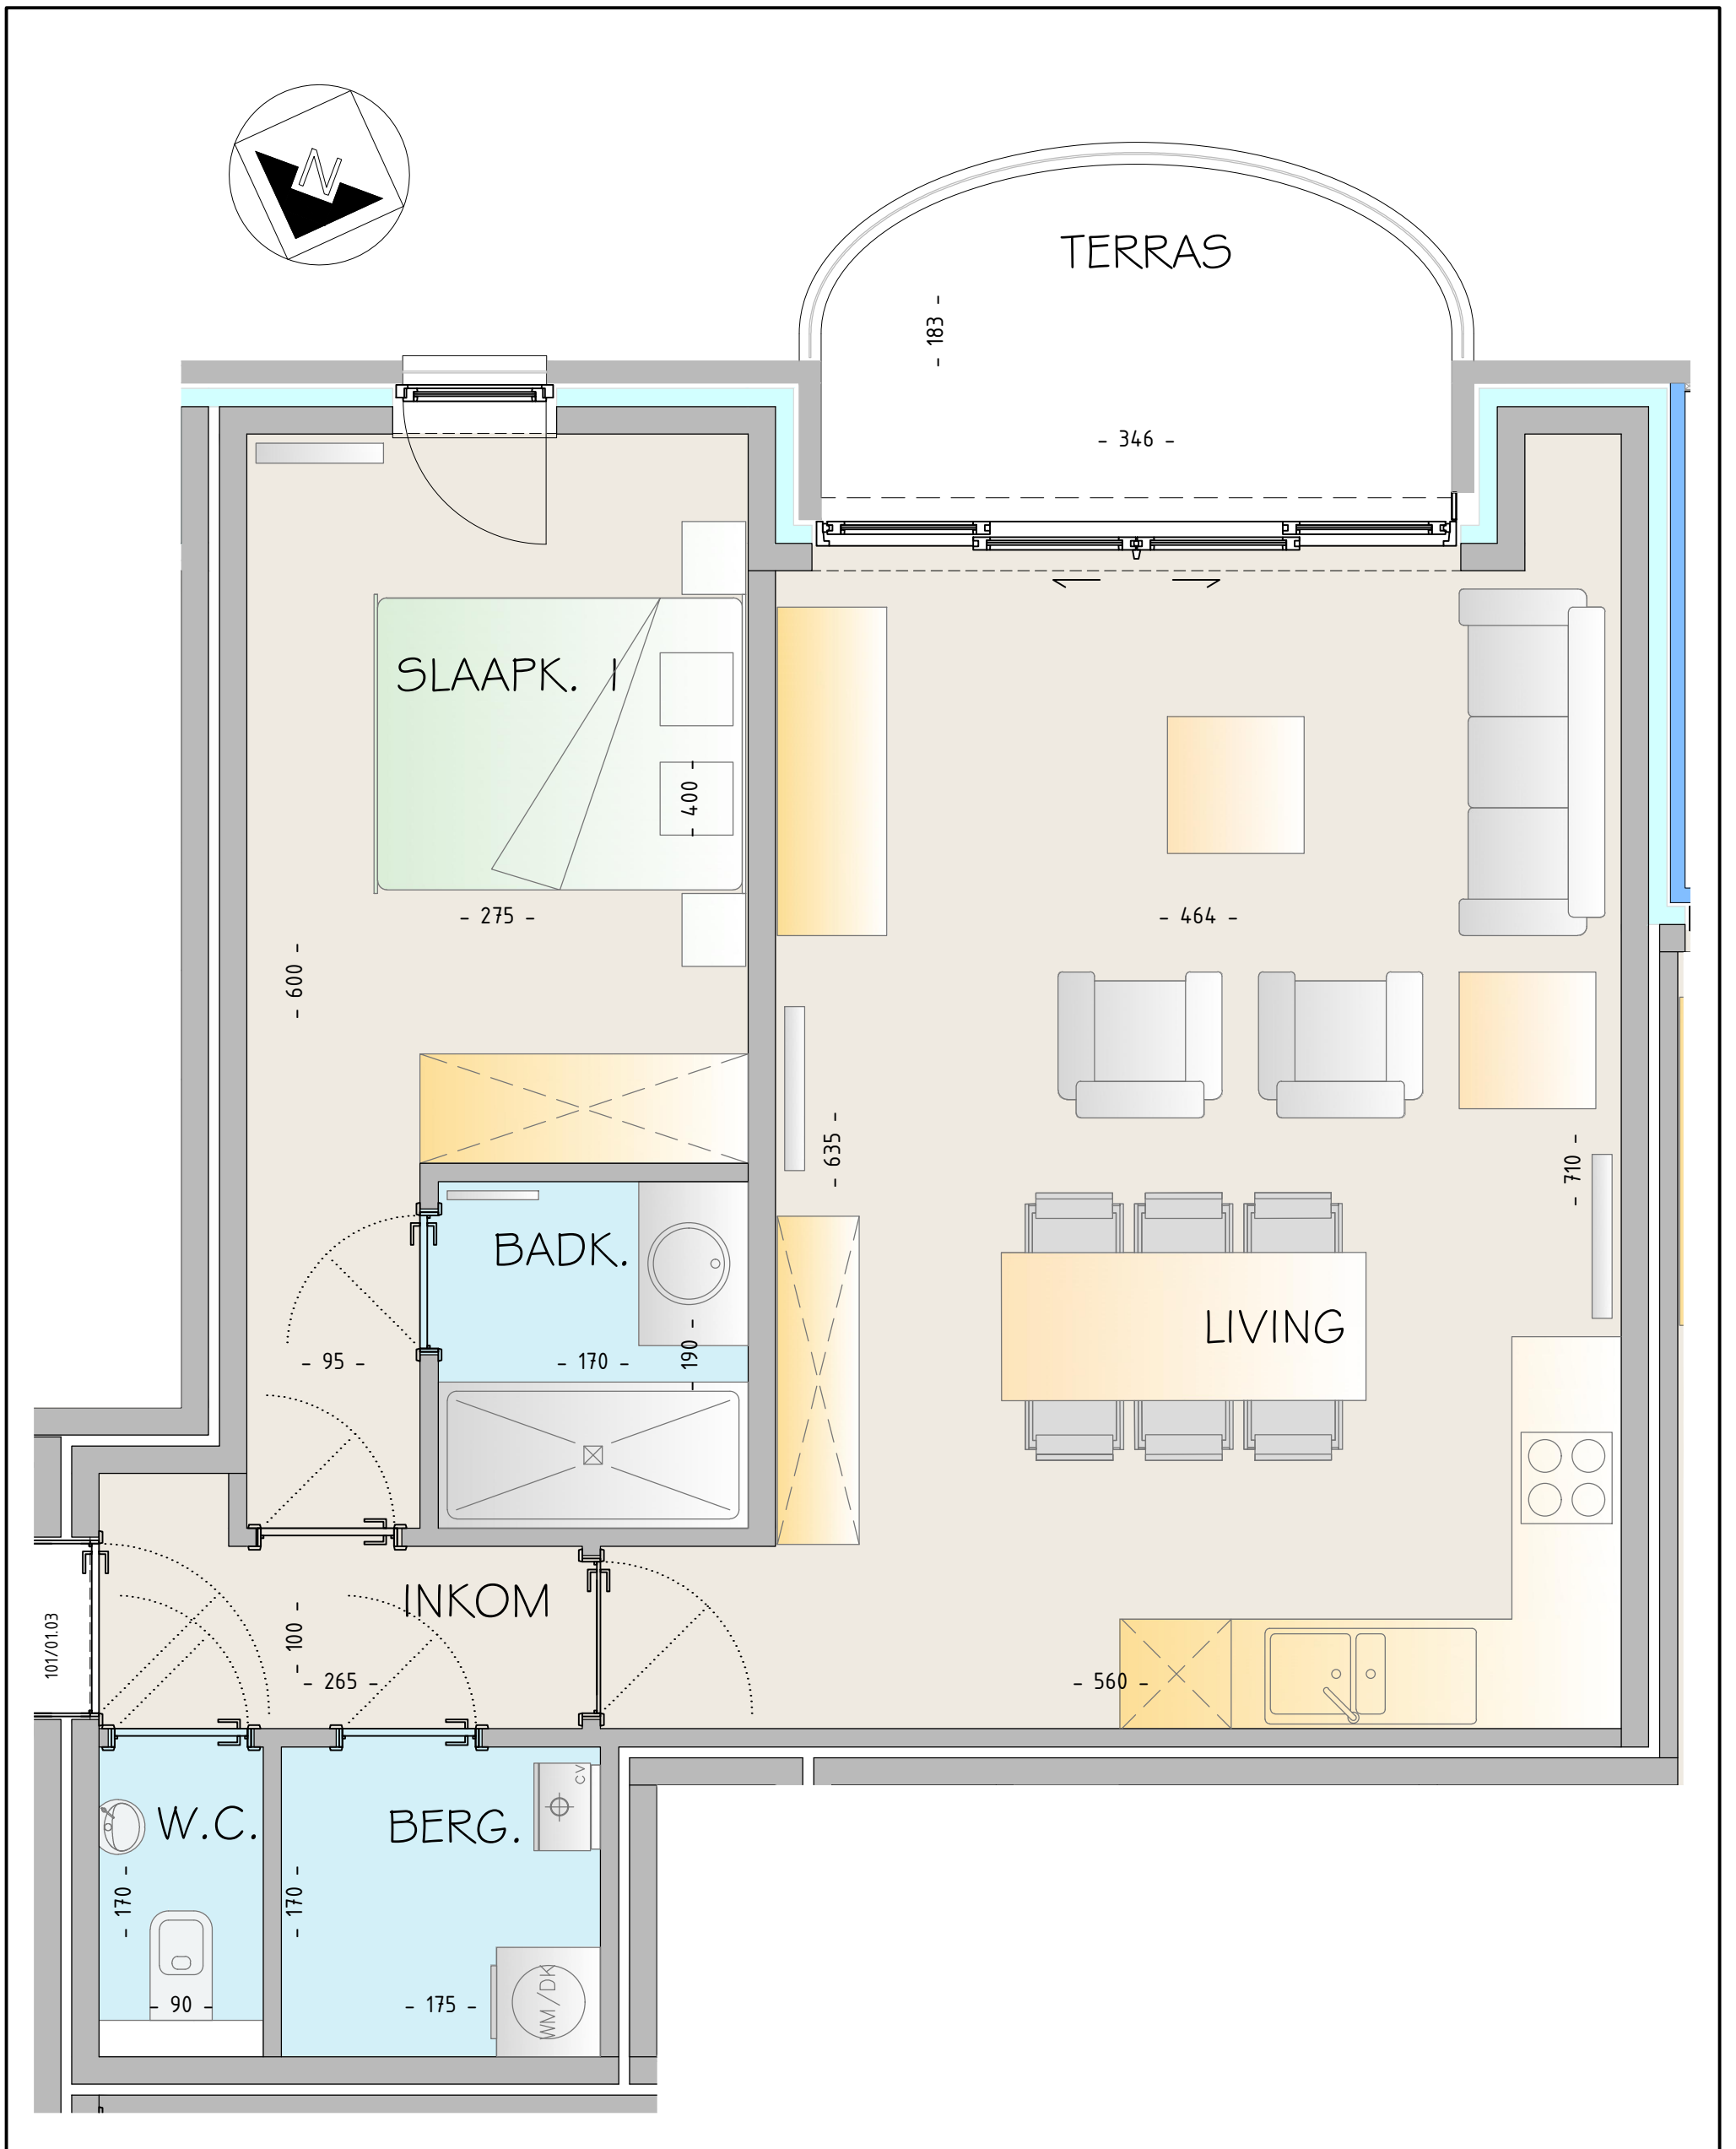 N
TERRAS
- 183 -
- 346 -
SLAAPK. 1
- 400 -
- 275 -
- 464 -
- 600 -
- 635 -
- 710 -
BADK.
LIVING
- 95 -
- 170 -
- 190 -
INKOM
101/01.03
- 100 -
- 265 -
- 560 -
CV
W.C.
BERG.
- 170 -
- 170 -
WM/DK
- 90 -
- 175 -